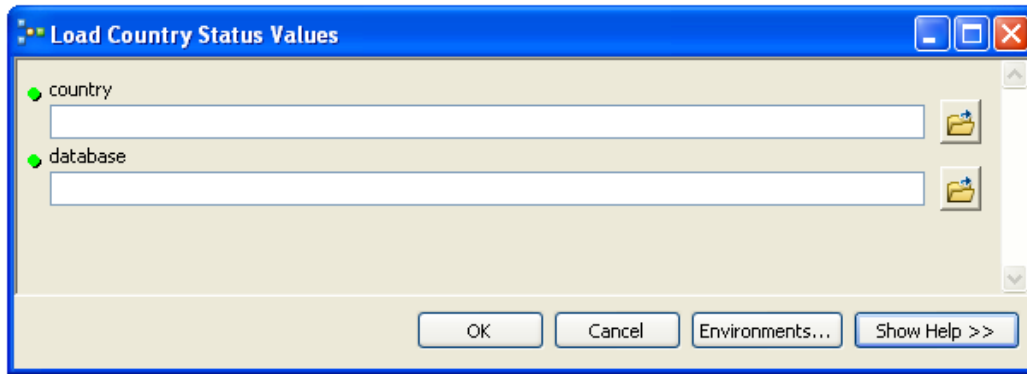 Load Country Status Values
country
database
OK Cancel Environments... Show Help >>